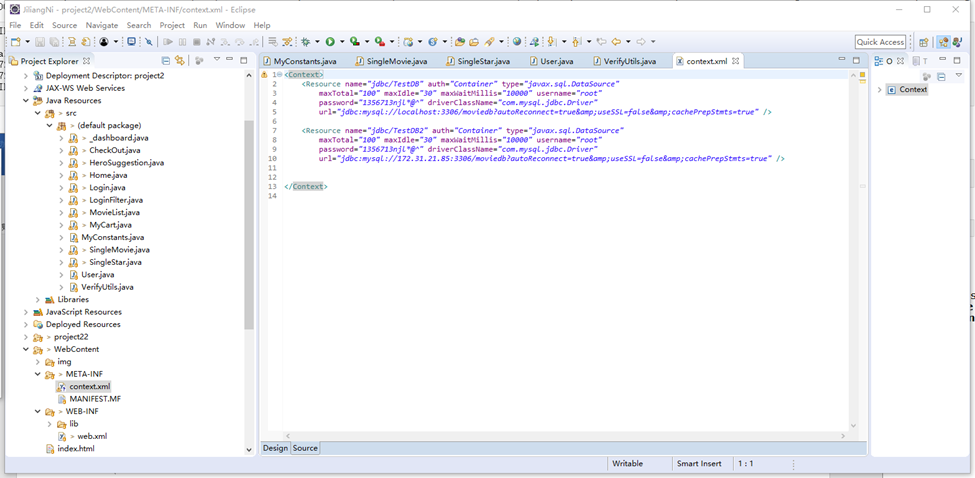 JiliangNi - project2/WebContent/META-INF/context.xml - Eclipse
File Edit Source Navigate Search Project Run Window Help
Quick Access
Project Explorer
MyConstants.java SingleMovie.java SingleStar.java User.java VerifyUtils.java context.xml
O
Deployment Descriptor: project2
JAX-WS Web Services
Java Resources
> src
> (default package)
> _dashboard.java
CheckOut.java
> HeroSuggestion.java
> Home.java
> Login.java
> LoginFilter.java
> MovieList.java
> MyCart.java
MyConstants.java
> SingleMovie.java
> SingleStar.java
User.java
> VerifyUtils.java
Libraries
JavaScript Resources
Deployed Resources
> project22
> WebContent
img
> META-INF
context.xml
MANIFEST.MF
> WEB-INF
lib
> web.xml
index.html
1 <Context>
2 <Resource name="jdbc/TestDB" auth="Container" type="javax.sql.DataSource"
3 maxTotal="100" maxIdle="30" maxWaitMillis="10000" username="root"
4 password="1356713njl*@^" driverClassName="com.mysql.jdbc.Driver"
5 url="jdbc:mysql://localhost:3306/moviedb?autoReconnect=true&amp;useSSL=false&amp;cachePrepStmts=true" />
6
7 <Resource name="jdbc/TestDB2" auth="Container" type="javax.sql.DataSource"
8 maxTotal="100" maxIdle="30" maxWaitMillis="10000" username="root"
9 password="1356713njl*@^" driverClassName="com.mysql.jdbc.Driver"
10 url="jdbc:mysql://172.31.21.85:3306/moviedb?autoReconnect=true&amp;useSSL=false&amp;cachePrepStmts=true" />
11
12
13 </Context>
14
Context
Design Source
Writable Smart Insert 1 : 1